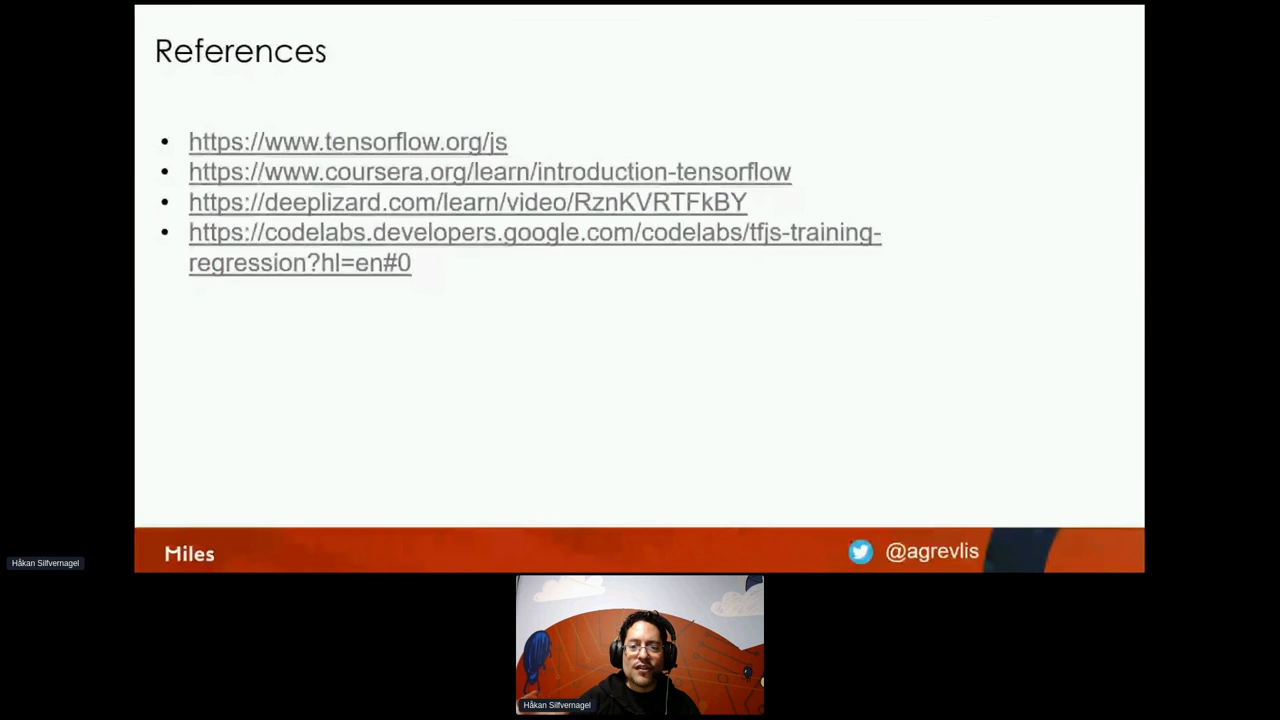 References
• https://www.tensorflow.org/js
• https://www.coursera.org/learn/introduction-tensorflow
• https://deeplizard.com/learn/video/RznKVRTFkBY
• https://codelabs.developers.google.com/codelabs/tfjs-training-
regression?hl=en#0
Miles
@agrevlis
Håkan Silfvernagel
Håkan Silfvernagel